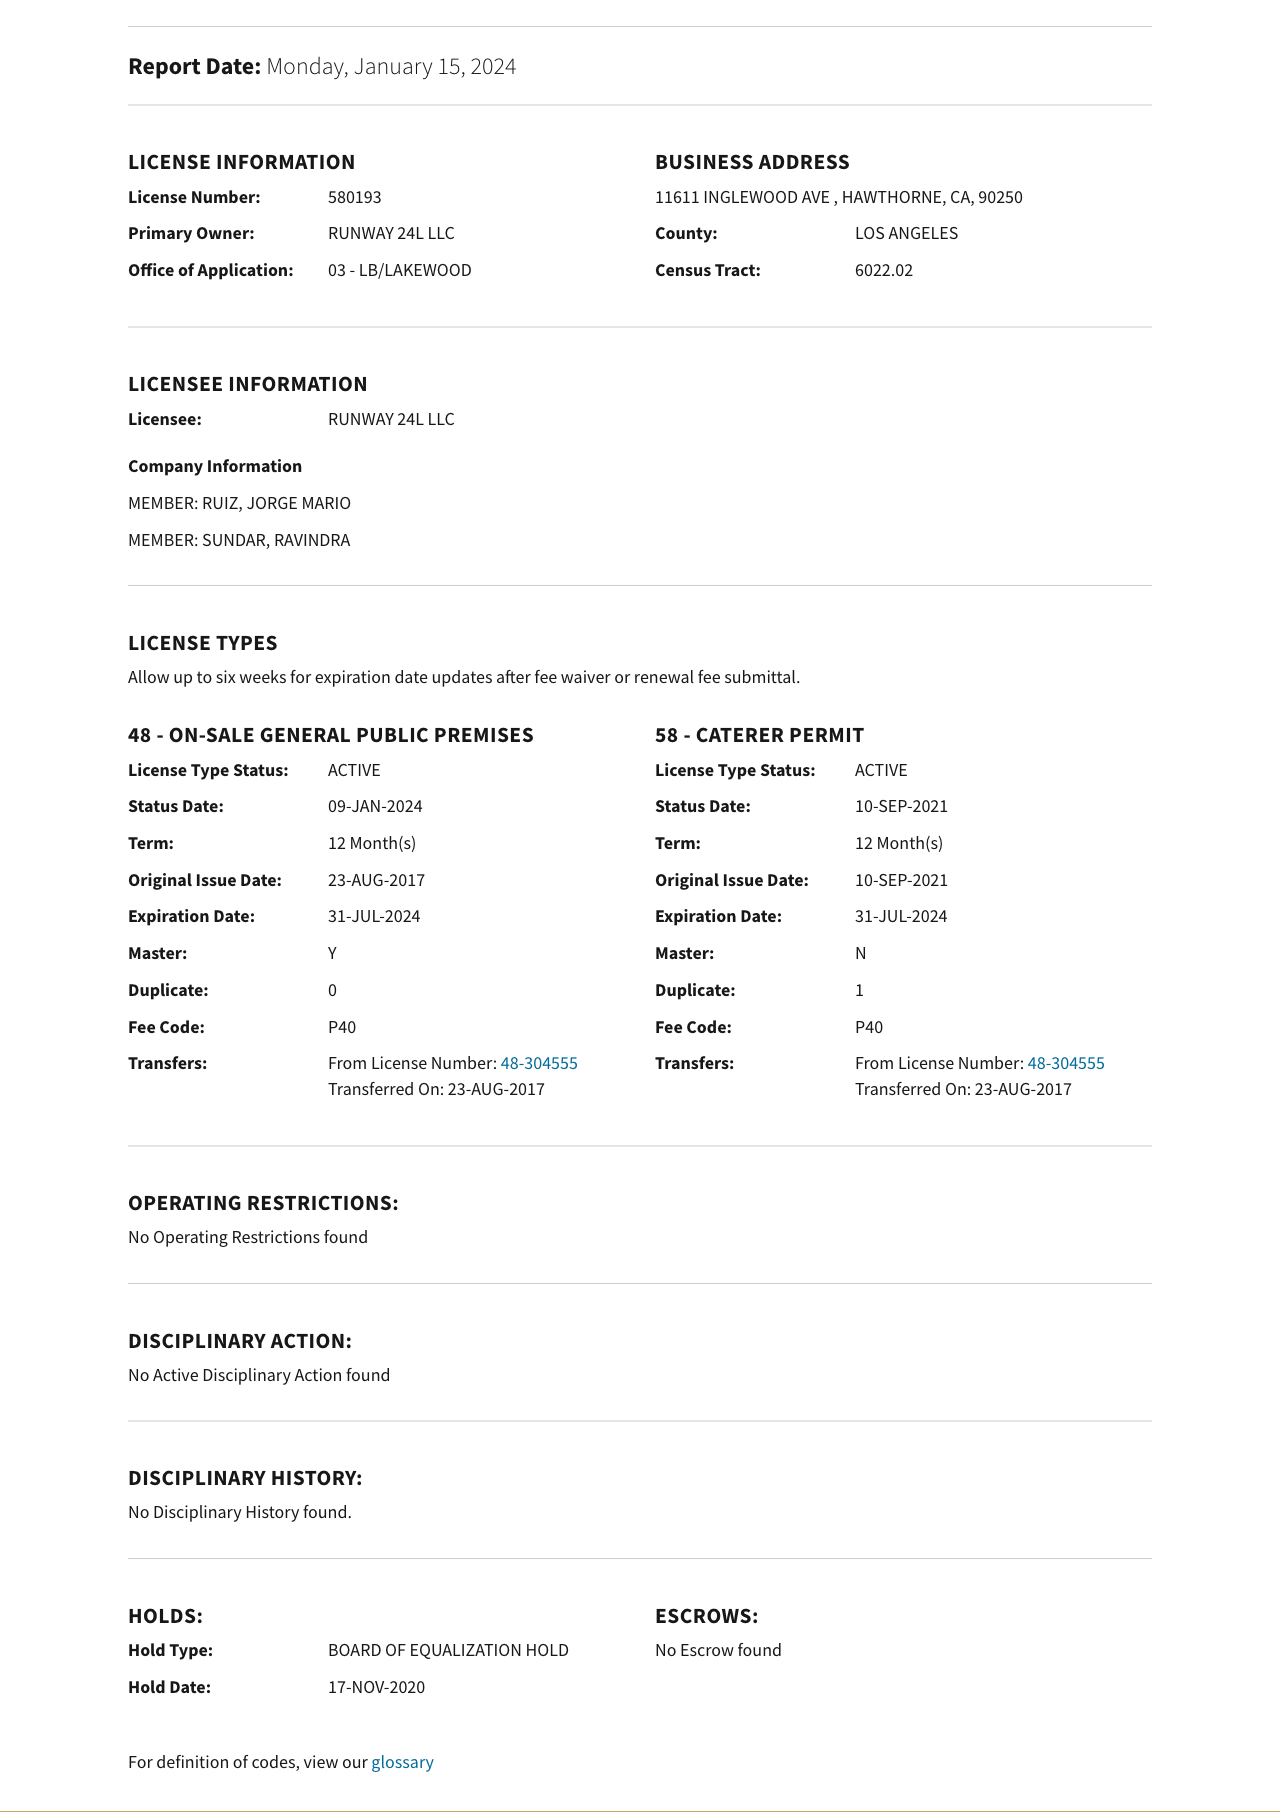 Report Date: Monday, January 15, 2024
LICENSE INFORMATION
License Number: 580193
Primary Owner: RUNWAY 24L LLC
Office of Application: 03 - LB/LAKEWOOD
BUSINESS ADDRESS
11611 INGLEWOOD AVE , HAWTHORNE, CA, 90250
County: LOS ANGELES
Census Tract: 6022.02
LICENSEE INFORMATION
Licensee: RUNWAY 24L LLC
Company Information
MEMBER: RUIZ, JORGE MARIO
MEMBER: SUNDAR, RAVINDRA
LICENSE TYPES
Allow up to six weeks for expiration date updates after fee waiver or renewal fee submittal.
48 - ON-SALE GENERAL PUBLIC PREMISES
License Type Status: ACTIVE
Status Date: 09-JAN-2024
Term: 12 Month(s)
Original Issue Date: 23-AUG-2017
Expiration Date: 31-JUL-2024
Master: Y
Duplicate: 0
Fee Code: P40
Transfers: From License Number: 48-304555
Transferred On: 23-AUG-2017
58 - CATERER PERMIT
License Type Status: ACTIVE
Status Date: 10-SEP-2021
Term: 12 Month(s)
Original Issue Date: 10-SEP-2021
Expiration Date: 31-JUL-2024
Master: N
Duplicate: 1
Fee Code: P40
Transfers: From License Number: 48-304555
Transferred On: 23-AUG-2017
OPERATING RESTRICTIONS:
No Operating Restrictions found
DISCIPLINARY ACTION:
No Active Disciplinary Action found
DISCIPLINARY HISTORY:
No Disciplinary History found.
HOLDS:
Hold Type: BOARD OF EQUALIZATION HOLD
Hold Date: 17-NOV-2020
ESCROWS:
No Escrow found
For definition of codes, view our glossary